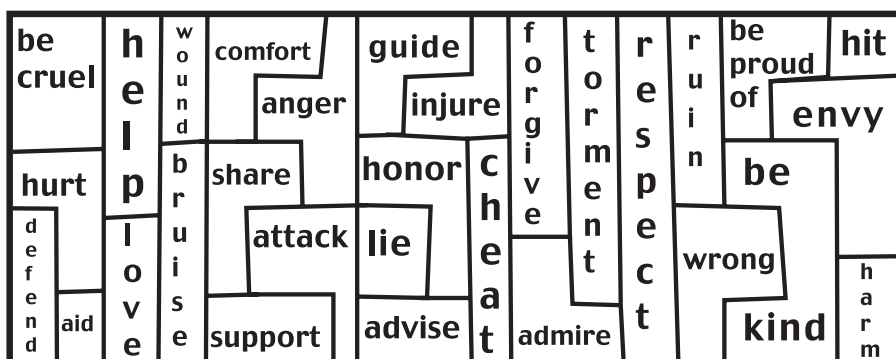 be
cruel
help
wound
comfort
anger
guide
injure
forgive
torment
respect
ruin
be
proud
of
hit
envy
hurt
bruise
share
honor
cheat
be
kind
defend
love
attack
lie
wrong
aid
support
advise
admire
harm